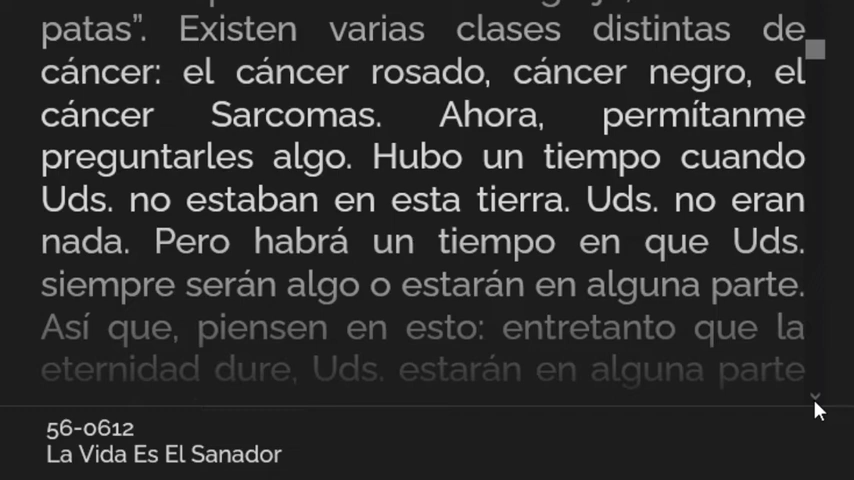 patas”. Existen varias clases distintas de
cáncer: el cáncer rosado, cáncer negro, el
cáncer Sarcomas. Ahora, permítanme
preguntarles algo. Hubo un tiempo cuando
Uds. no estaban en esta tierra. Uds. no eran
nada. Pero habrá un tiempo en que Uds.
siempre serán algo o estarán en alguna parte.
Así que, piensen en esto: entretanto que la
eternidad dure, Uds. estarán en alguna parte
56-0612
La Vida Es El Sanador